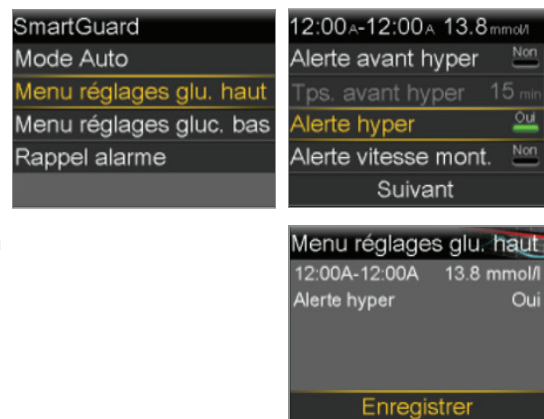 SmartGuard
Mode Auto
Menu réglages glu. haut
Menu réglages gluc. bas
Rappel alarme
12:00A-12:00A 13.8 mmol/l
Alerte avant hyper Non
Tps. avant hyper 15 min
Alerte hyper Oui
Alerte vitesse mont. Non
Suivant
Menu réglages glu. haut
12:00A-12:00A 13.8 mmol/l
Alerte hyper Oui
Enregistrer